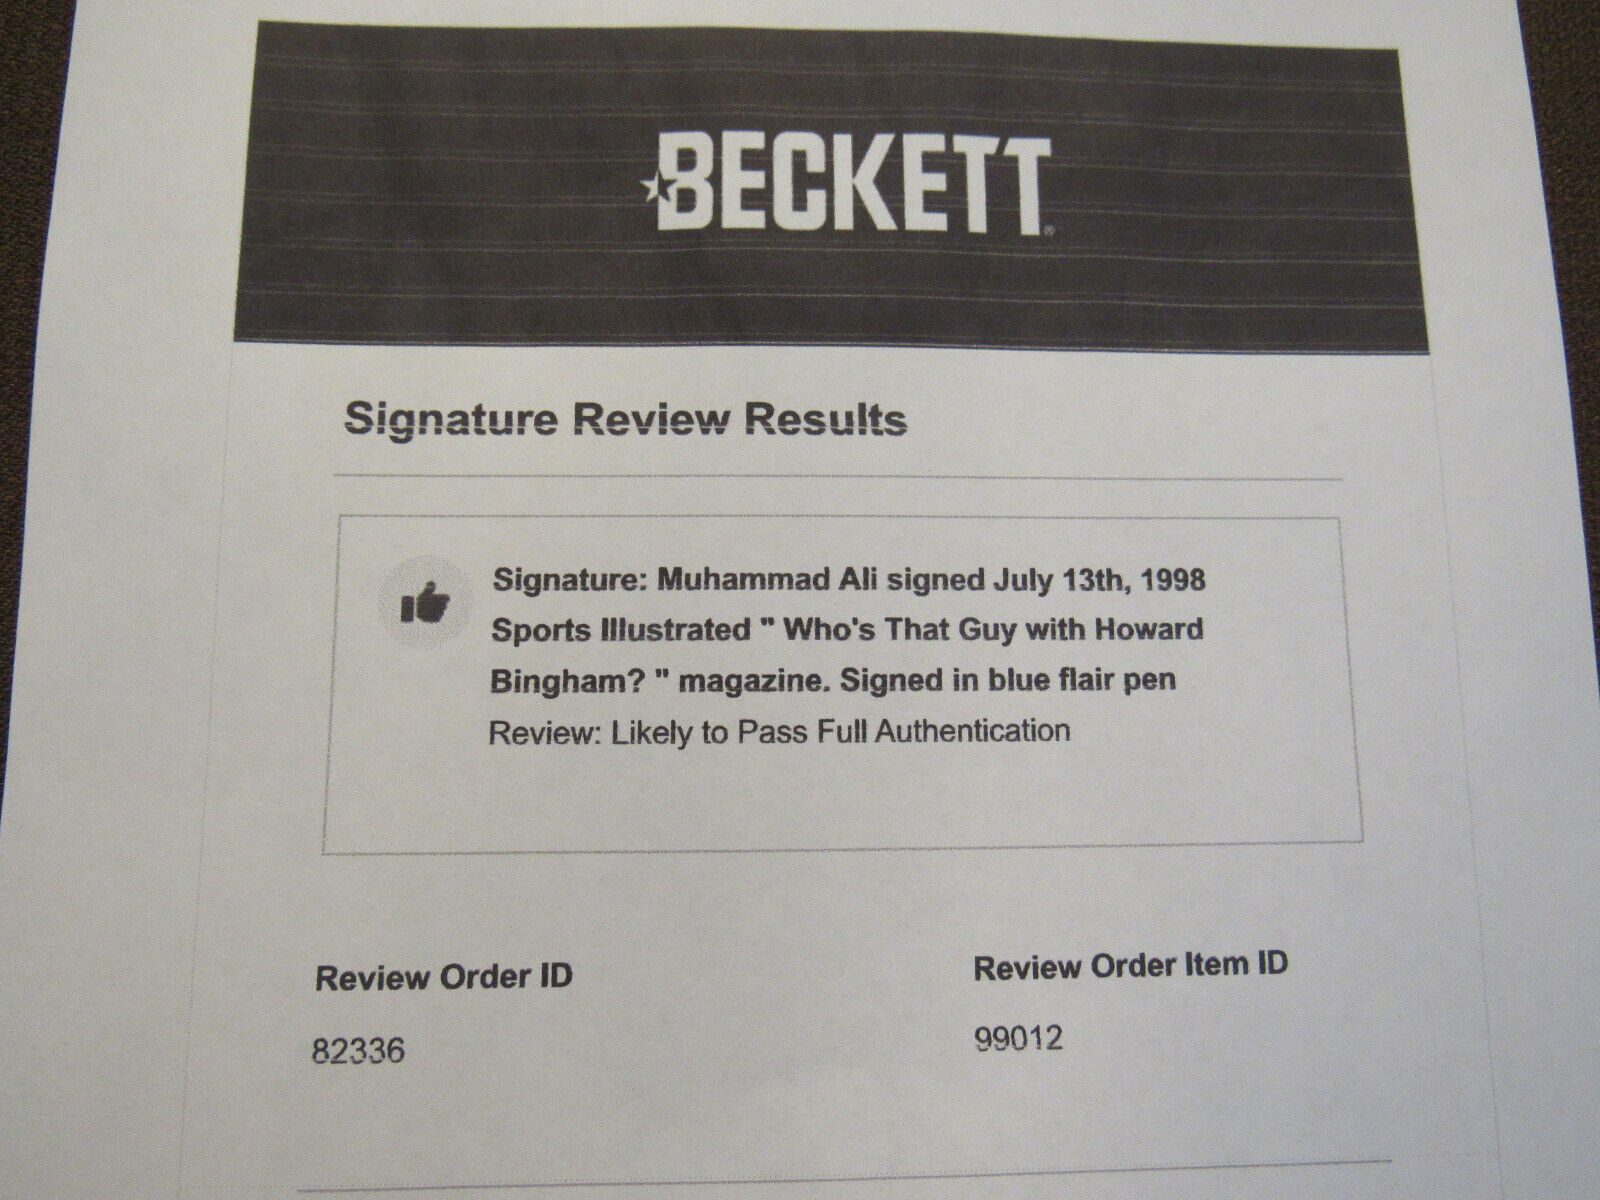 BECKETT®
Signature Review Results
Signature: Muhammad Ali signed July 13th, 1998
Sports Illustrated " Who's That Guy with Howard
Bingham? " magazine. Signed in blue flair pen
Review: Likely to Pass Full Authentication
Review Order ID
Review Order Item ID
82336
99012